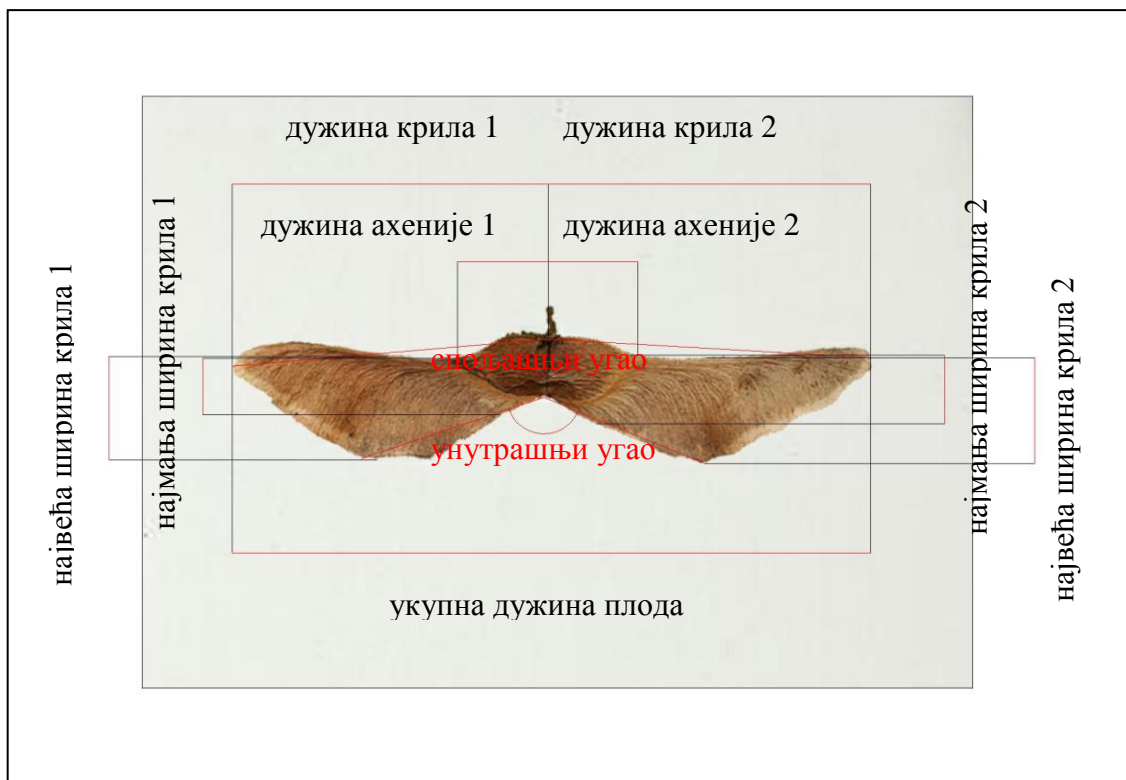 дужина крила 1
дужина крила 2
дужина ахеније 1
дужина ахеније 2
највећа ширина крила 1
најмања ширина крила 1
најмања ширина крила 2
највећа ширина крила 2
спољашњи угао
унутрашњи угао
укупна дужина плода